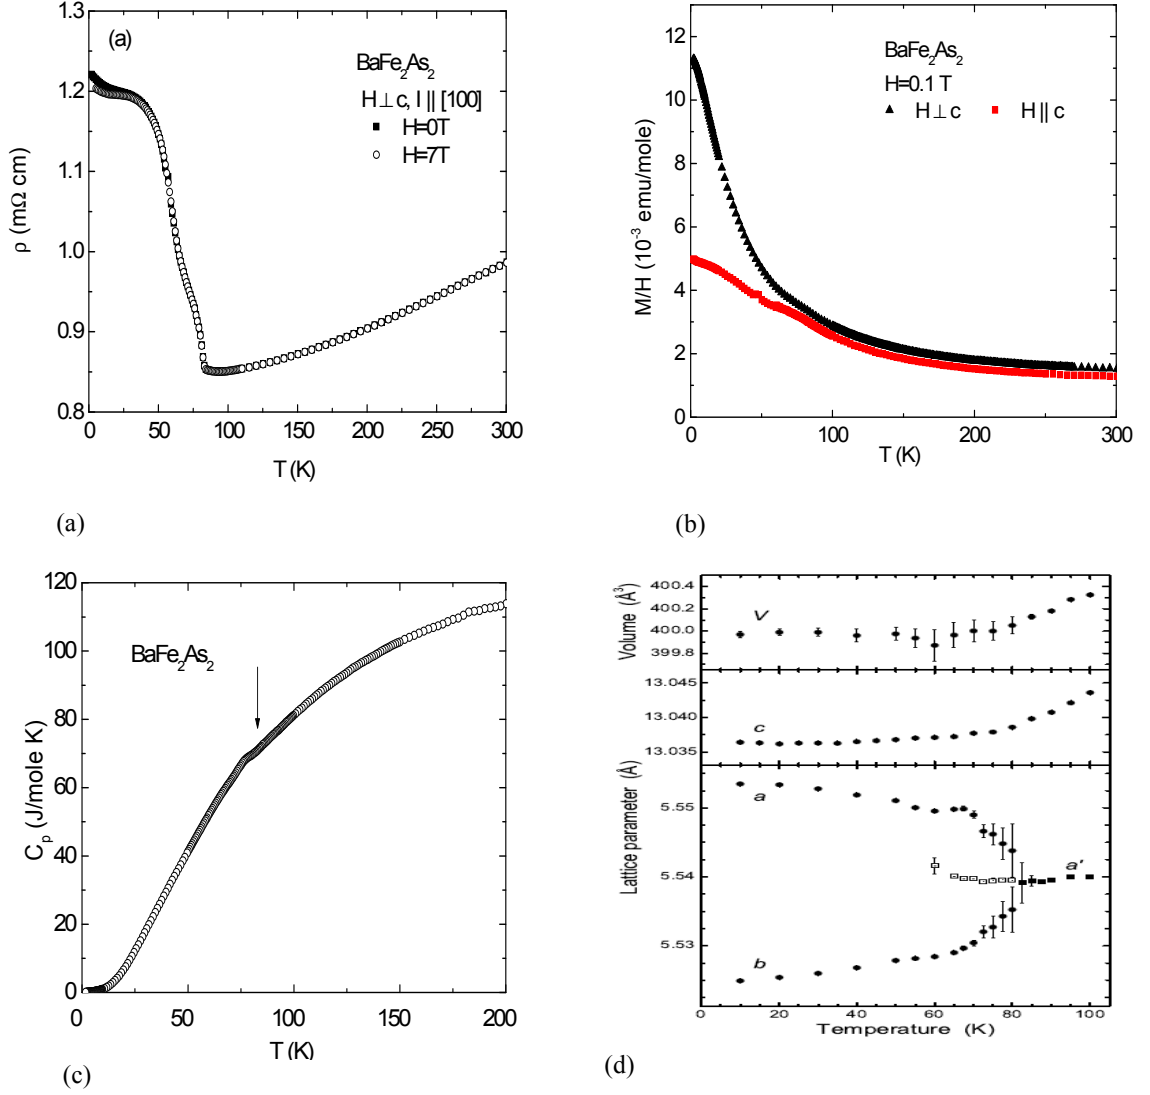 (a)
BaFe₂As₂
H⊥c, I || [100]
H=0T
H=7T
1.3
1.2
1.1
1.0
0.9
0.8
ρ (mΩ cm)
0 50 100 150 200 250 300
T (K)
(a)
12
10
8
6
4
2
0
M/H (10⁻³ emu/mole)
BaFe₂As₂
H=0.1 T
H⊥c H || c
0 100 200 300
T (K)
(b)
120
100
80
60
40
20
0
Cₚ (J/mole K)
BaFe₂As₂
0 50 100 150 200
T (K)
(c)
400.4
400.2
400.0
399.8
Volume (Å³)
V
13.045
13.040
13.035
c
5.55
5.54
5.53
Lattice parameter (Å)
a
a'
b
0 20 40 60 80 100
Temperature (K)
(d)